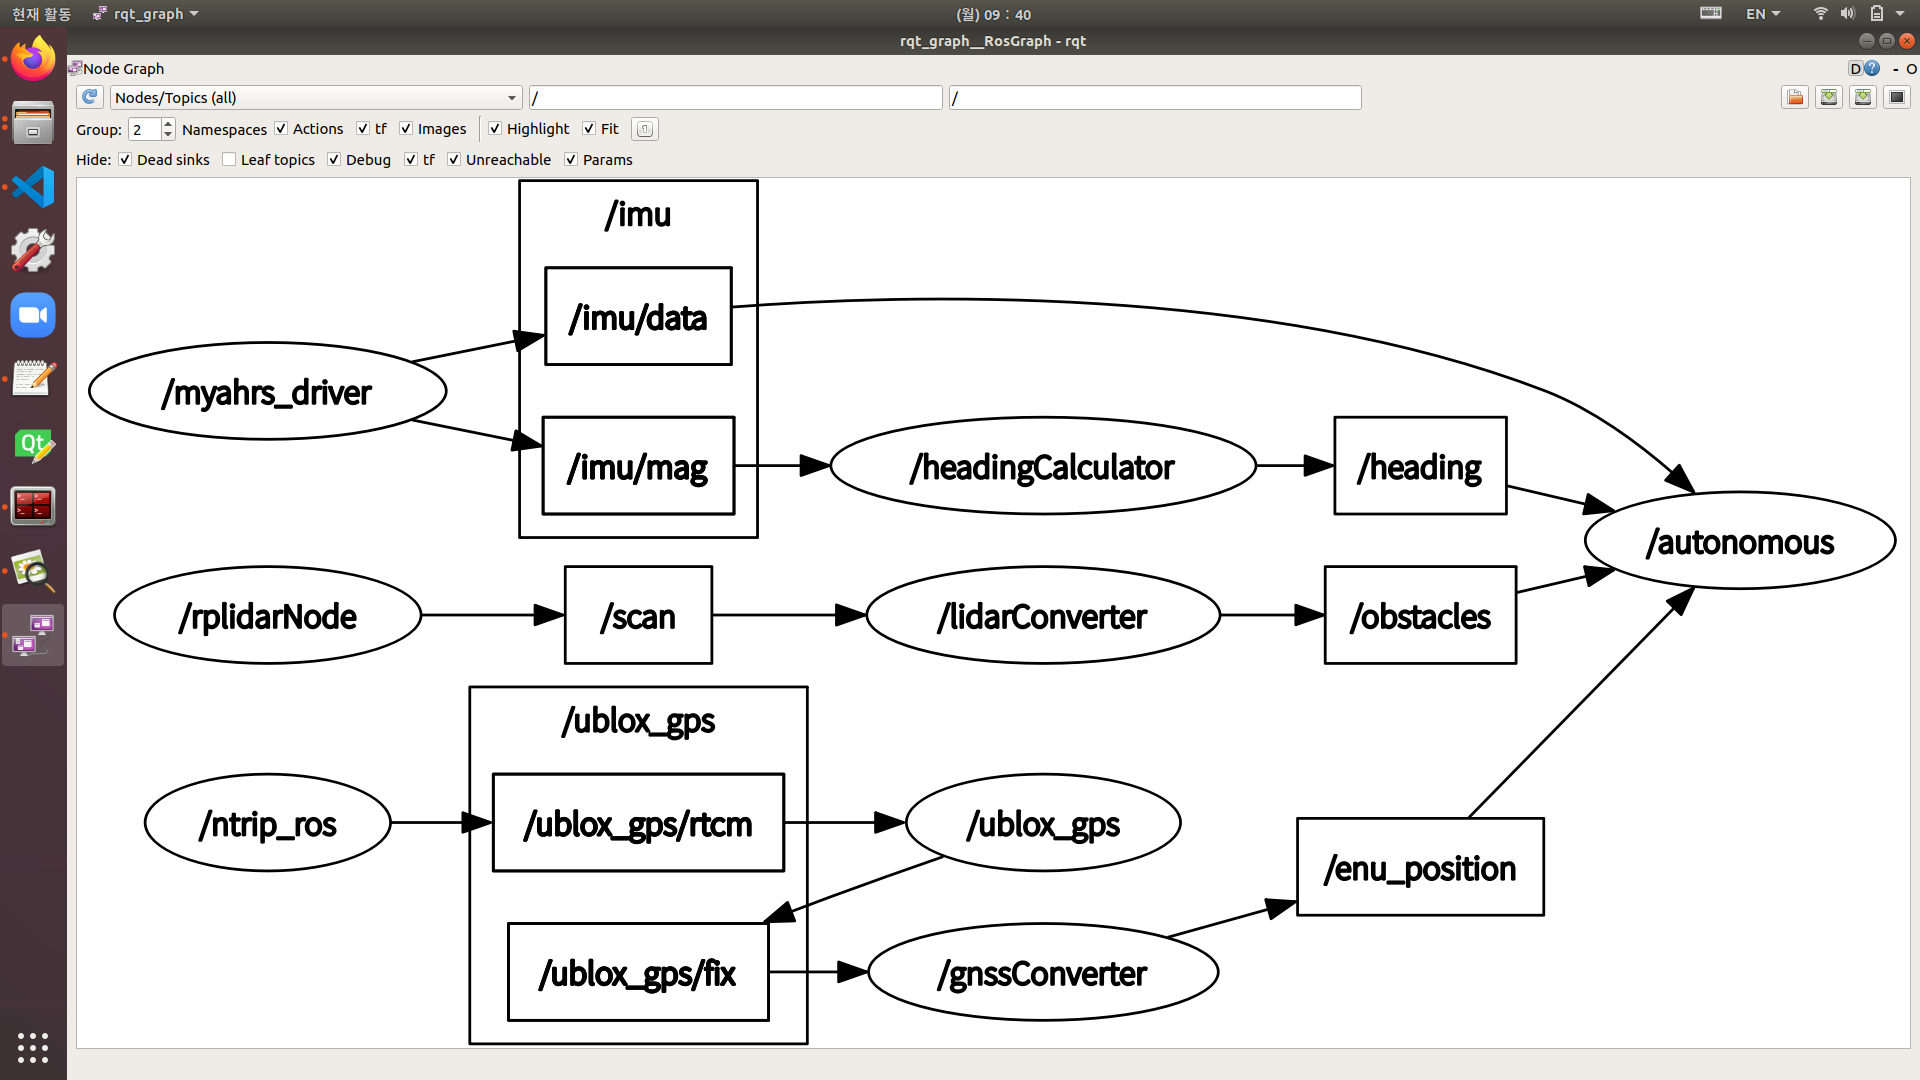 현재 활동 rqt_graph (월) 09 : 40 EN
rqt_graph__RosGraph - rqt
Node Graph D ? - O
Nodes/Topics (all) / /
Group: 2 Namespaces Actions tf Images Highlight Fit
Hide: Dead sinks Leaf topics Debug tf Unreachable Params
/imu
/imu/data
/myahrs_driver
/imu/mag /headingCalculator /heading
/autonomous
/rplidarNode /scan /lidarConverter /obstacles
/ublox_gps
/ntrip_ros /ublox_gps/rtcm /ublox_gps
/enu_position
/ublox_gps/fix /gnssConverter
Qt